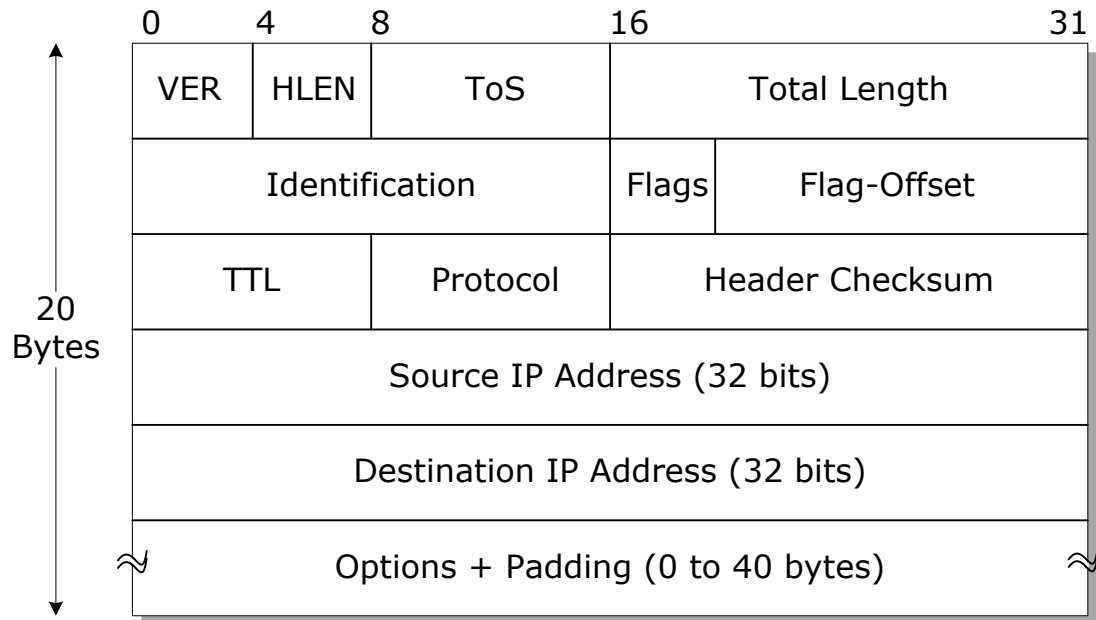 0 4 8 16 31
VER HLEN ToS Total Length
Identification Flags Flag-Offset
TTL Protocol Header Checksum
20
Bytes
Source IP Address (32 bits)
Destination IP Address (32 bits)
Options + Padding (0 to 40 bytes)